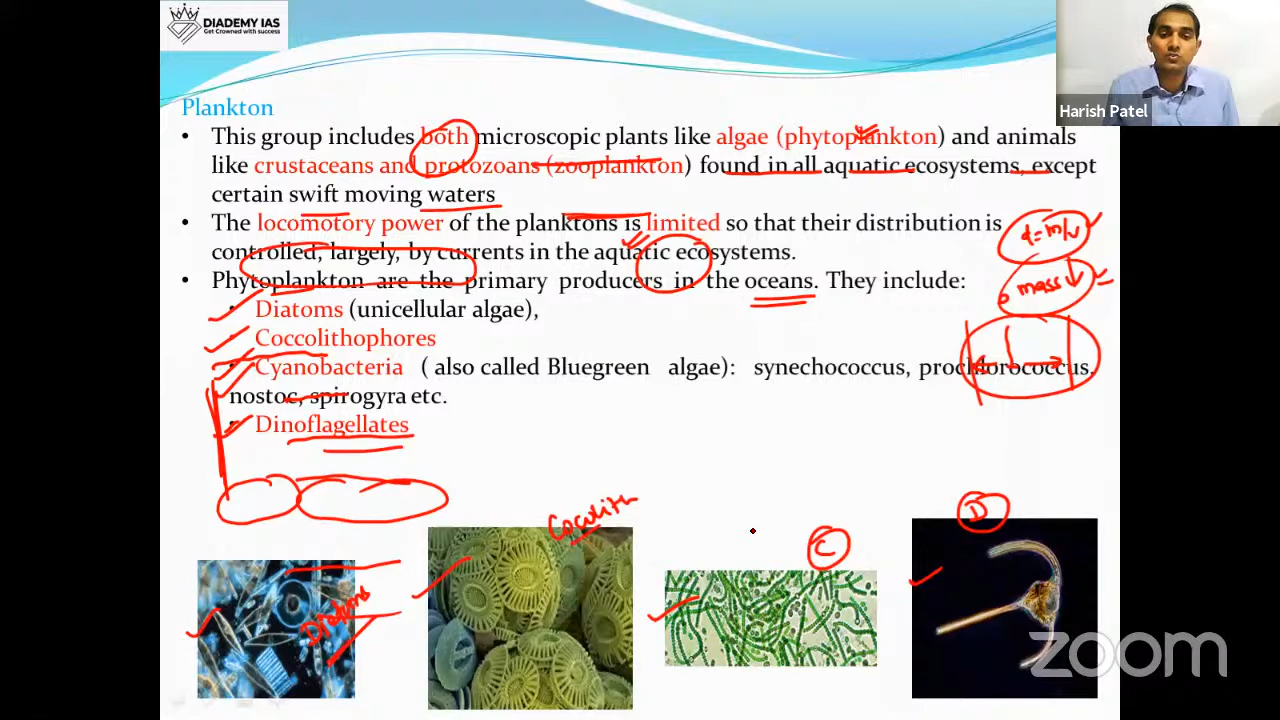 DIADEMY IAS
Get Crowned with success
Harish Patel
Plankton
• This group includes both microscopic plants like algae (phytoplankton) and animals
like crustaceans and protozoans (zooplankton) found in all aquatic ecosystems, except
certain swift moving waters
• The locomotory power of the planktons is limited so that their distribution is
controlled, largely, by currents in the aquatic ecosystems.
d=m/v
• Phytoplankton are the primary producers in the oceans. They include:
mass↓
• Diatoms (unicellular algae),
• Coccolithophores
• Cyanobacteria ( also called Bluegreen algae): synechococcus, prochlorococcus,
nostoc, spirogyra etc.
• Dinoflagellates
Cocolith
C
D
Diatoms
zoom